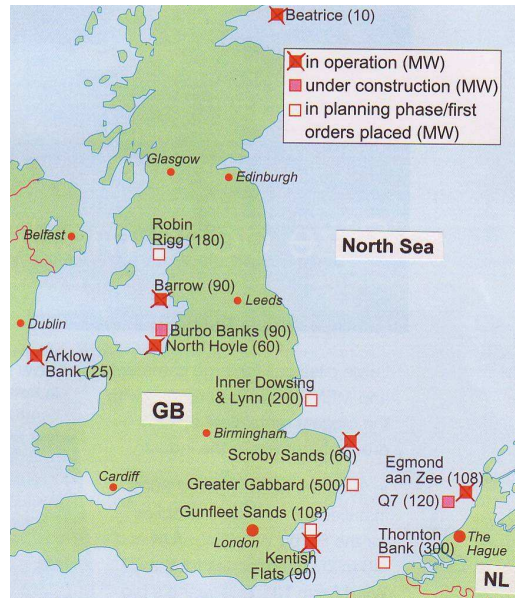 Beatrice (10)
in operation (MW)
under construction (MW)
in planning phase/first
orders placed (MW)
Glasgow
Edinburgh
Robin
Rigg (180)
Belfast
North Sea
Barrow (90)
Leeds
Dublin
Burbo Banks (90)
North Hoyle (60)
Arklow
Bank (25)
Inner Dowsing
& Lynn (200)
GB
Birmingham
Scroby Sands (60)
Egmond
aan Zee (108)
Cardiff
Greater Gabbard (500)
Q7 (120)
Gunfleet Sands (108)
London
Thornton
Bank (300)
The
Hague
Kentish
Flats (90)
NL